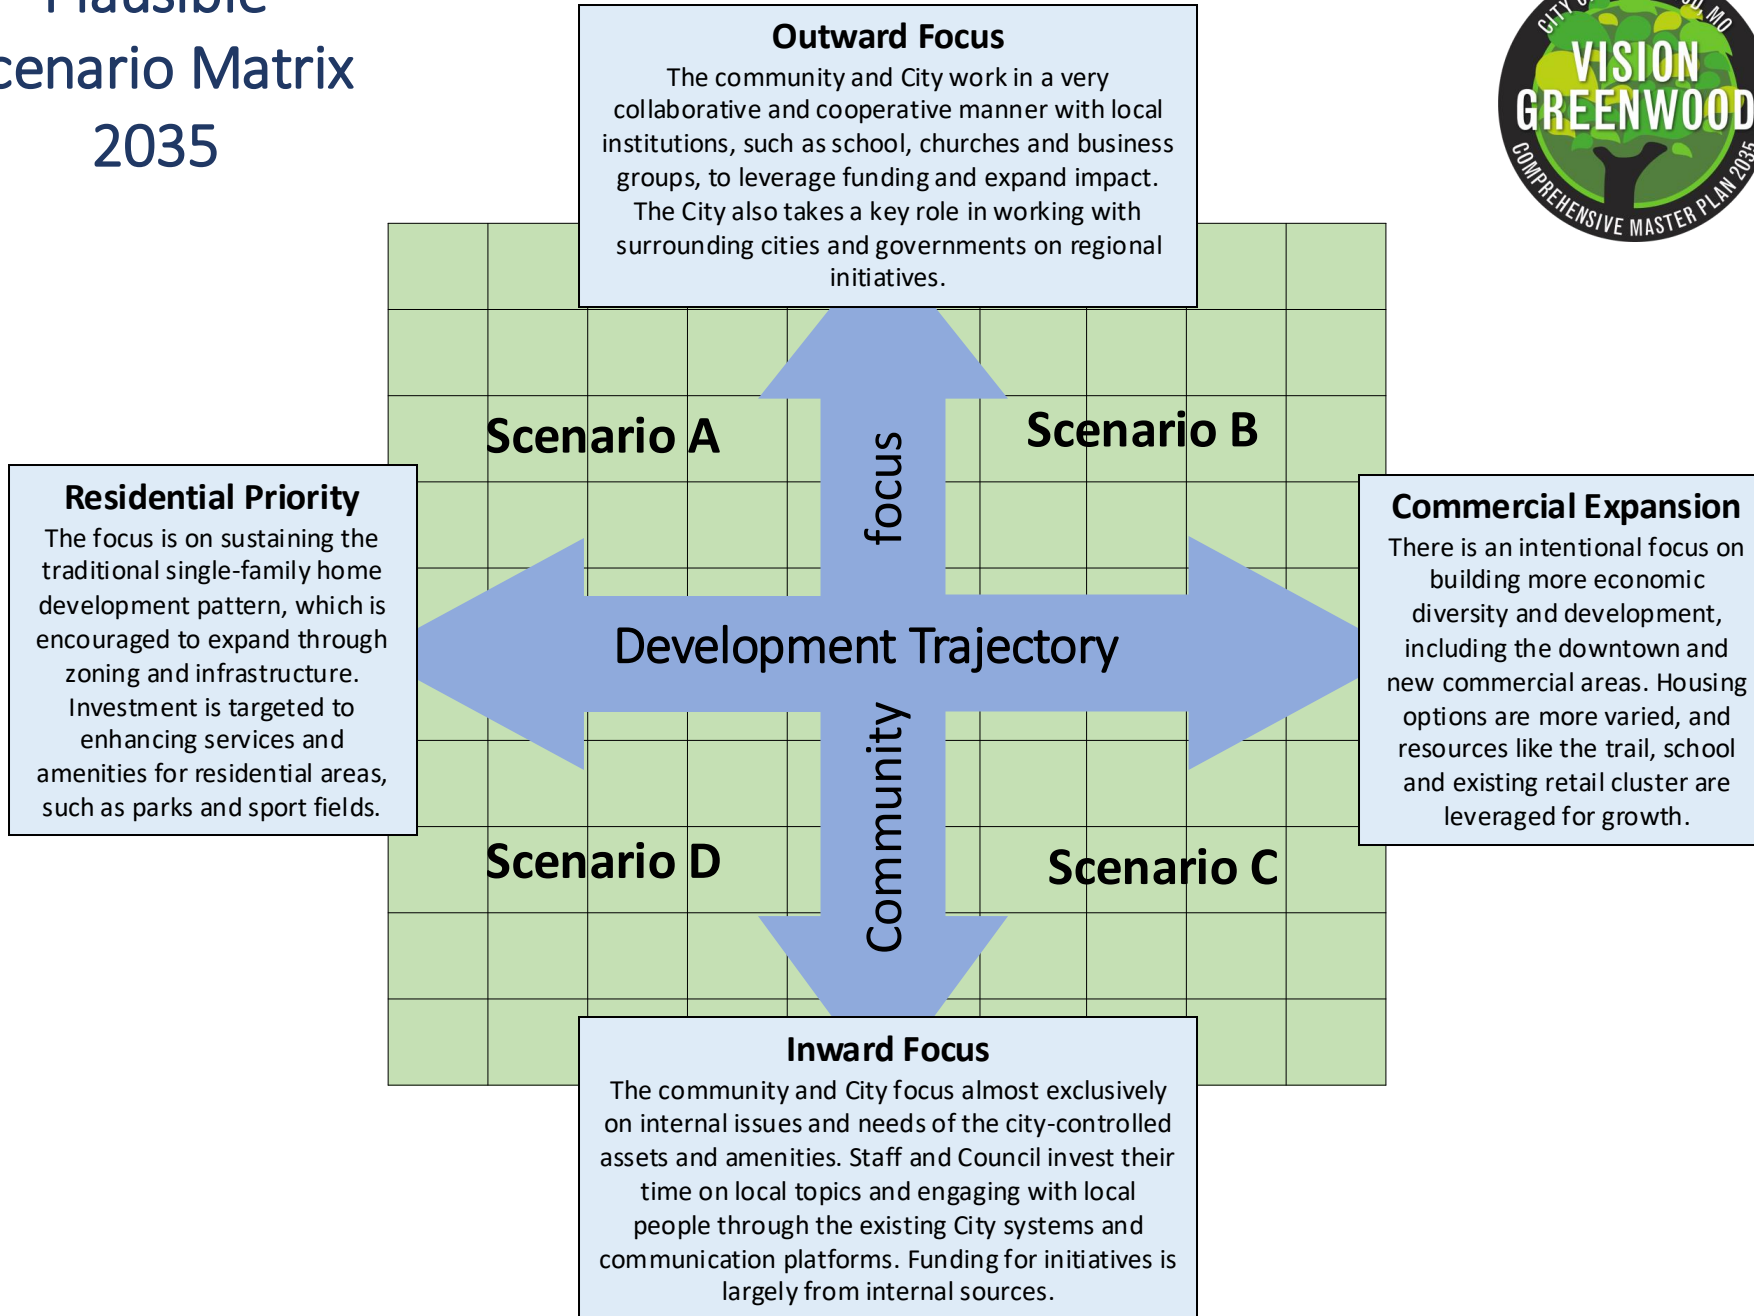 Plausible
Scenario Matrix
2035
Outward Focus
The community and City work in a very
collaborative and cooperative manner with local
institutions, such as school, churches and business
groups, to leverage funding and expand impact.
The City also takes a key role in working with
surrounding cities and governments on regional
initiatives.
CITY
MO
VISION
GREENWOOD
COMPREHENSIVE MASTER PLAN 2035
Scenario A
Scenario B
Residential Priority
The focus is on sustaining the
traditional single-family home
development pattern, which is
encouraged to expand through
zoning and infrastructure.
Investment is targeted to
enhancing services and
amenities for residential areas,
such as parks and sport fields.
Development Trajectory
Community focus
Commercial Expansion
There is an intentional focus on
building more economic
diversity and development,
including the downtown and
new commercial areas. Housing
options are more varied, and
resources like the trail, school
and existing retail cluster are
leveraged for growth.
Scenario D
Scenario C
Inward Focus
The community and City focus almost exclusively
on internal issues and needs of the city-controlled
assets and amenities. Staff and Council invest their
time on local topics and engaging with local
people through the existing City systems and
communication platforms. Funding for initiatives is
largely from internal sources.